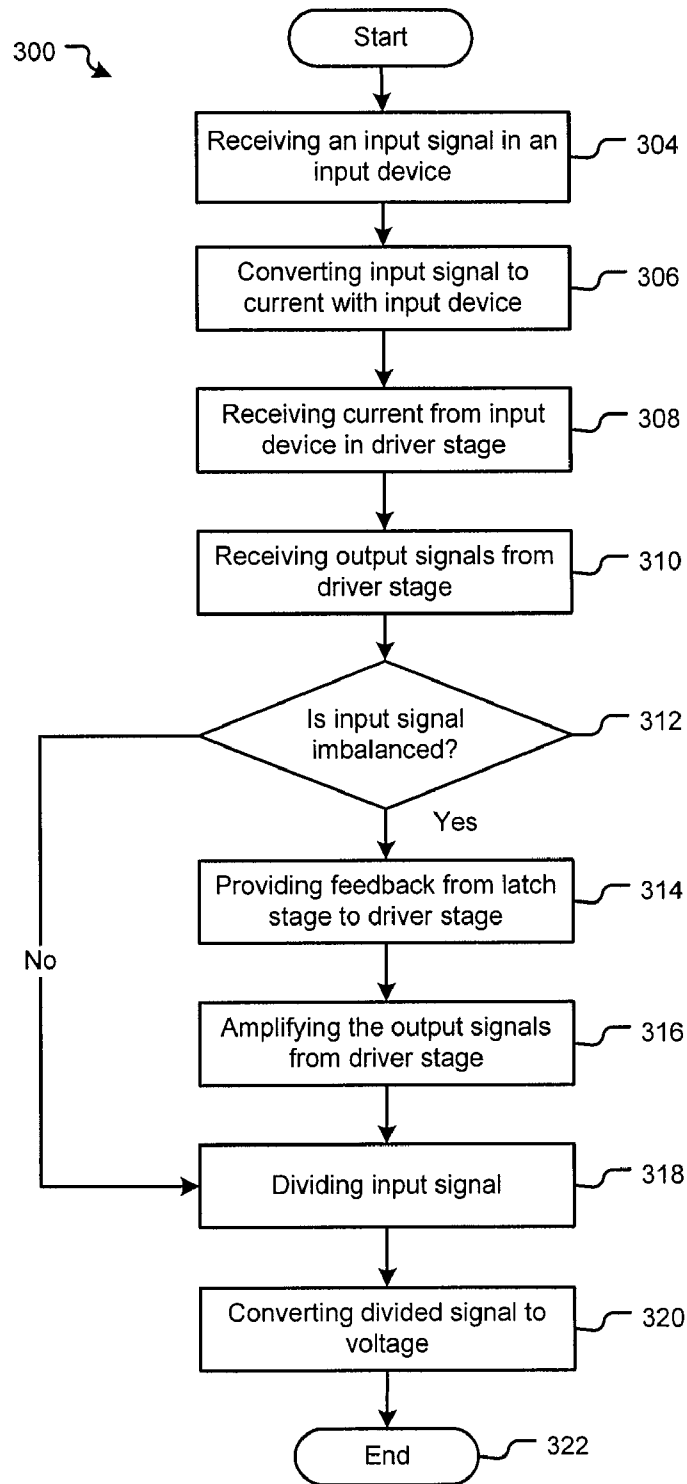 Start
300
Receiving an input signal in an
input device
304
Converting input signal to
current with input device
306
Receiving current from input
device in driver stage
308
Receiving output signals from
driver stage
310
Is input signal
imbalanced?
312
Yes
Providing feedback from latch
stage to driver stage
314
No
Amplifying the output signals
from driver stage
316
Dividing input signal
318
Converting divided signal to
voltage
320
End
322